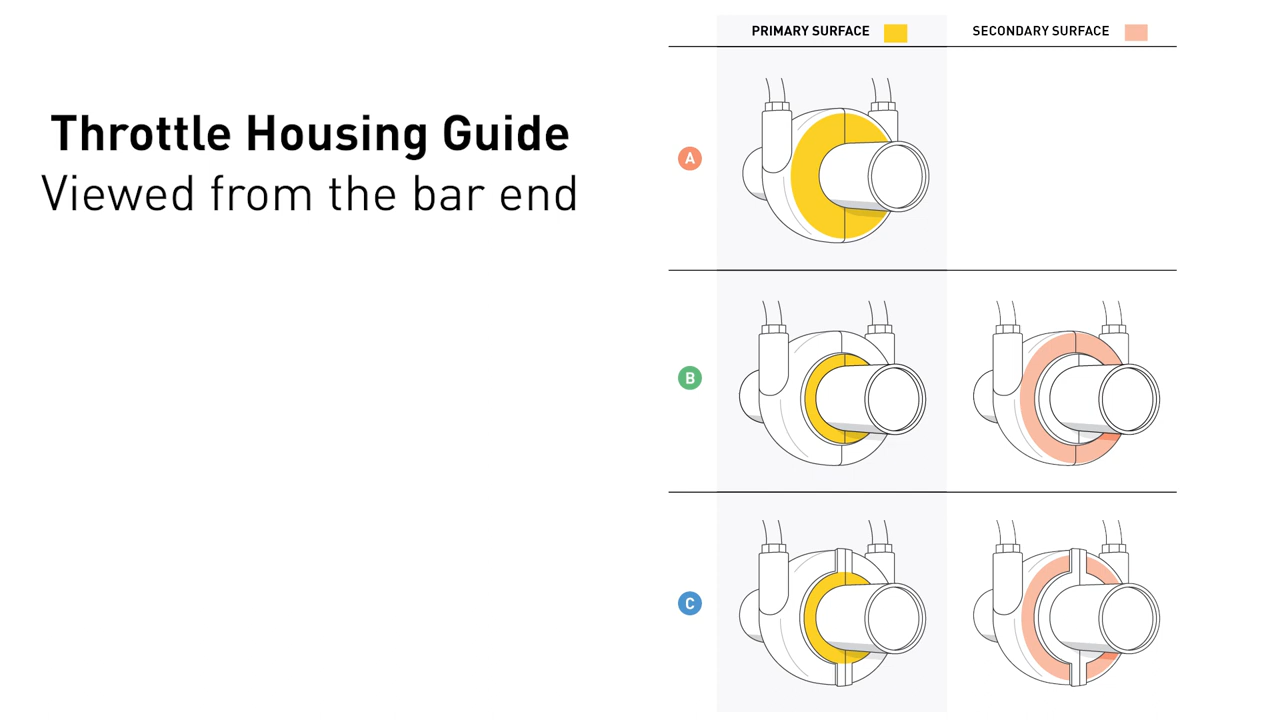 Throttle Housing Guide
Viewed from the bar end
PRIMARY SURFACE
SECONDARY SURFACE
A
B
C